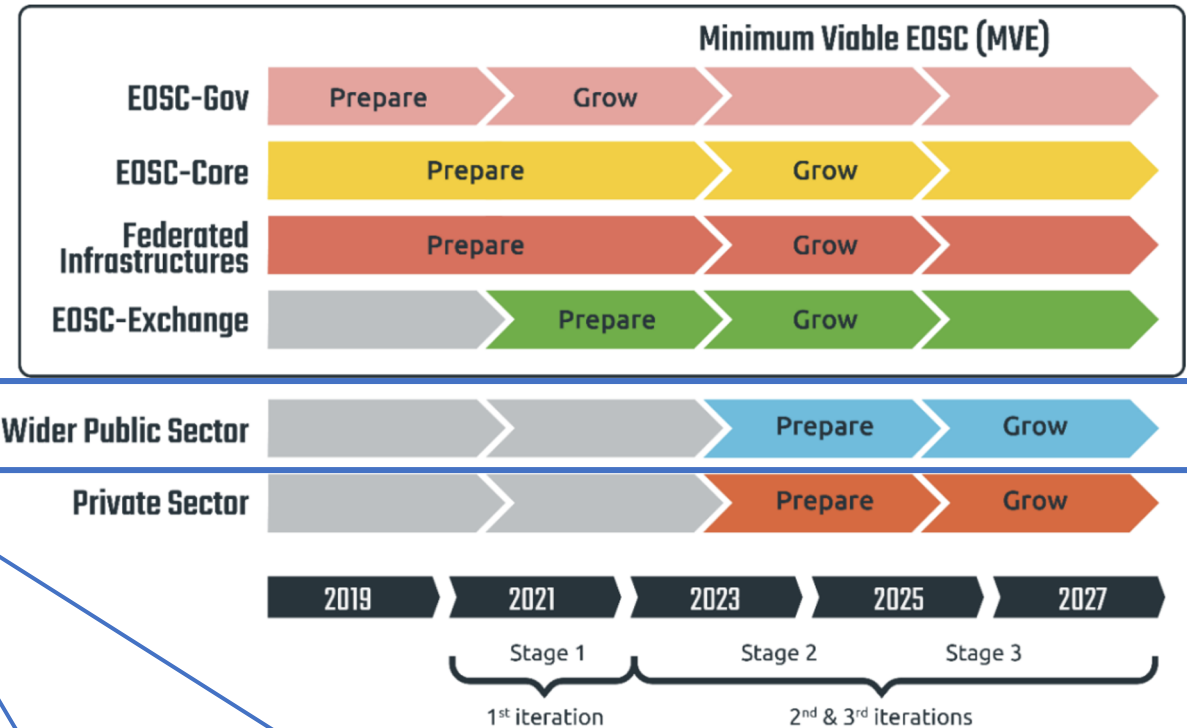 Minimum Viable EOSC (MVE)
EOSC-Gov Prepare Grow
EOSC-Core Prepare Grow
Federated
Infrastructures Prepare Grow
EOSC-Exchange Prepare Grow
Wider Public Sector Prepare Grow
Private Sector Prepare Grow
2019 2021 2023 2025 2027
Stage 1 Stage 2 Stage 3
1st iteration 2nd & 3rd iterations